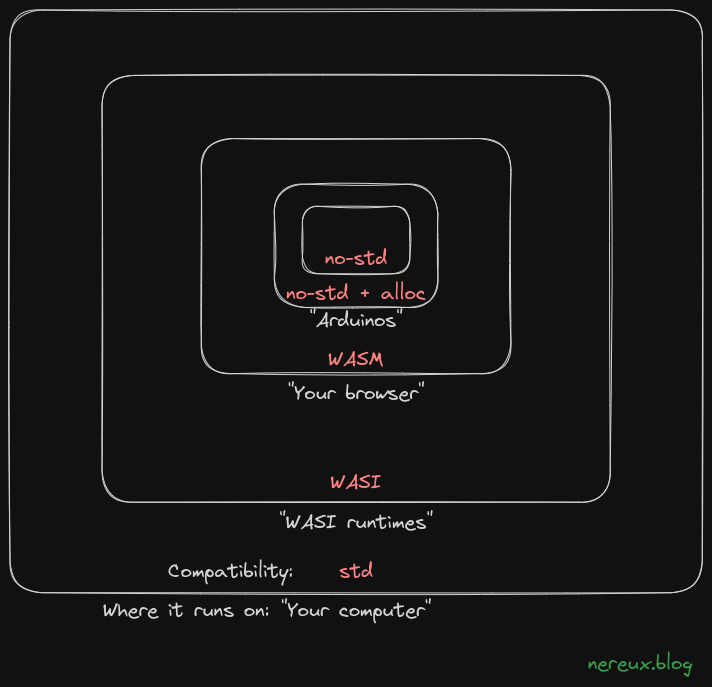 no-std
no-std + alloc
"Arduinos"
WASM
"Your browser"
WASI
"WASI runtimes"
Compatibility: std
Where it runs on: "Your computer"
nereux.blog